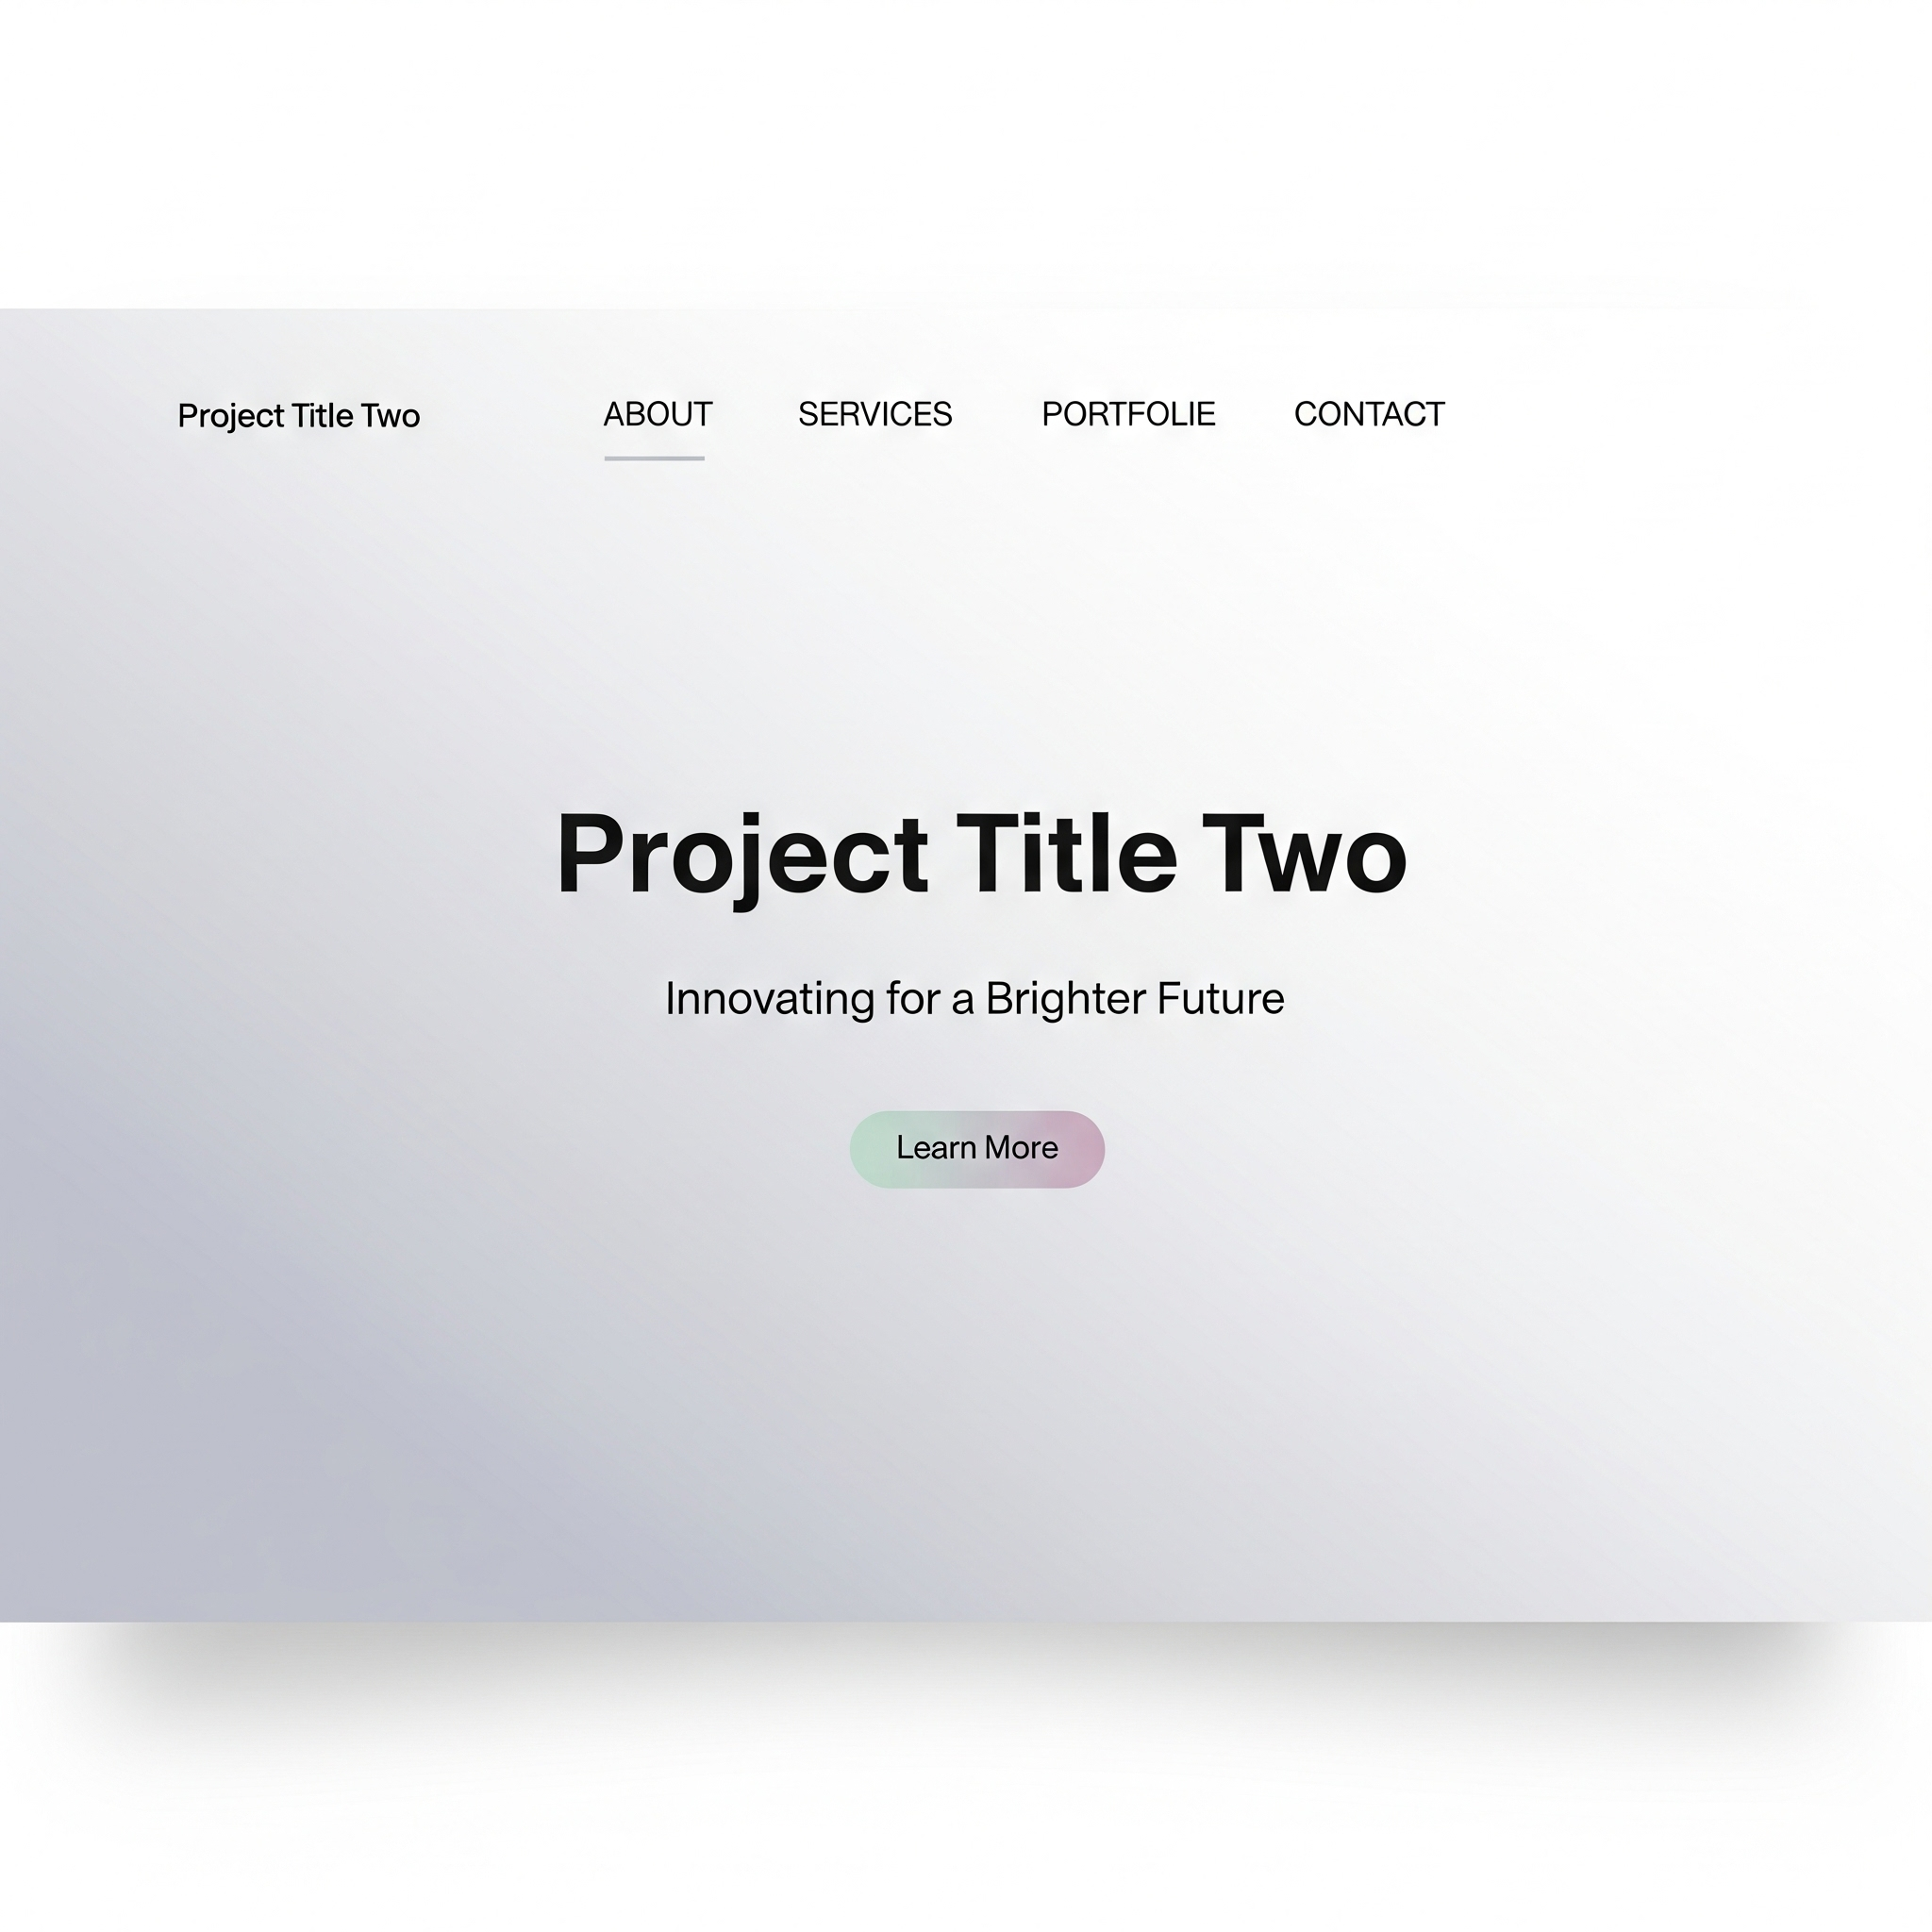 Project Title Two ABOUT SERVICES PORTFOLIE CONTACT
Project Title Two
Innovating for a Brighter Future
Learn More